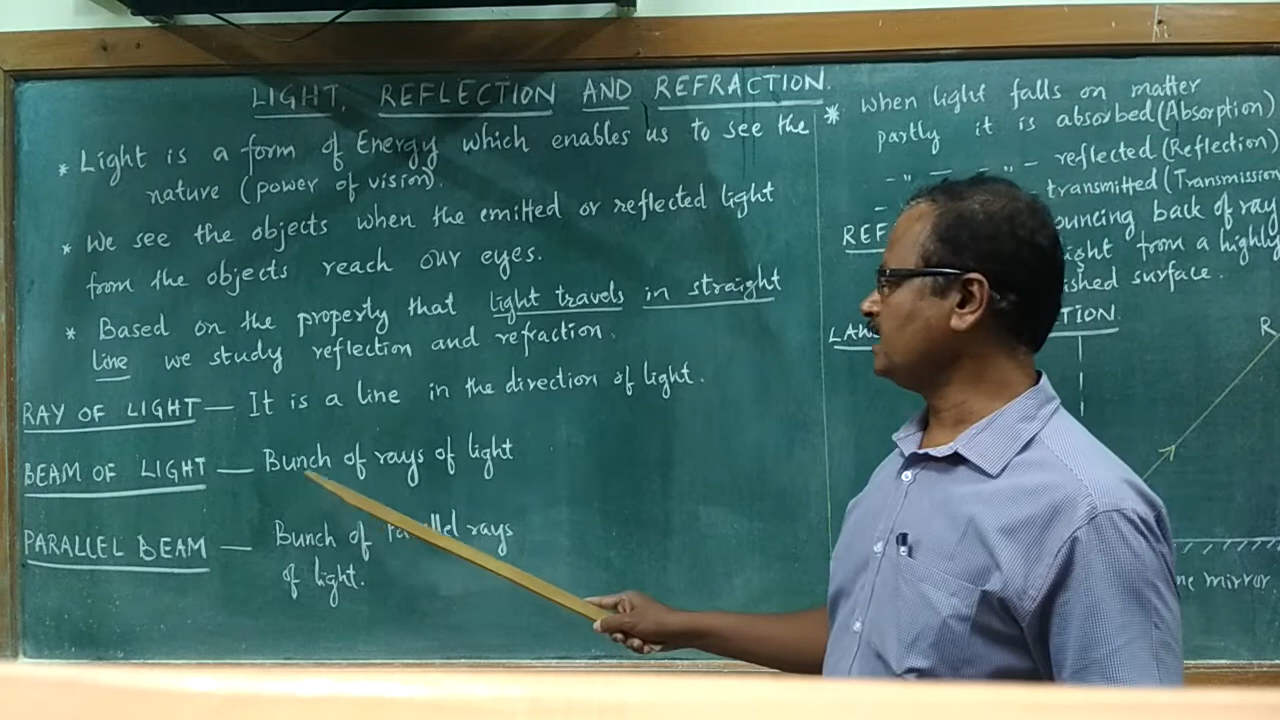 LIGHT, REFLECTION AND REFRACTION.
* Light is a form of Energy which enables us to see the
nature (power of vision).
* We see the objects when the emitted or reflected light
from the objects reach our eyes.
* Based on the property that light travels in straight
line we study reflection and refraction.
RAY OF LIGHT — It is a line in the direction of light.
BEAM OF LIGHT — Bunch of rays of light
PARALLEL BEAM — Bunch of rays
of light.
* when light falls on matter
partly it is absorbed (Absorption)
-"- — -"- - reflected (Reflection)
- transmitted (Transmission
REF ouncing back of ray
ight from a highly
ished surface.
LAW TION.
R
ne mirror